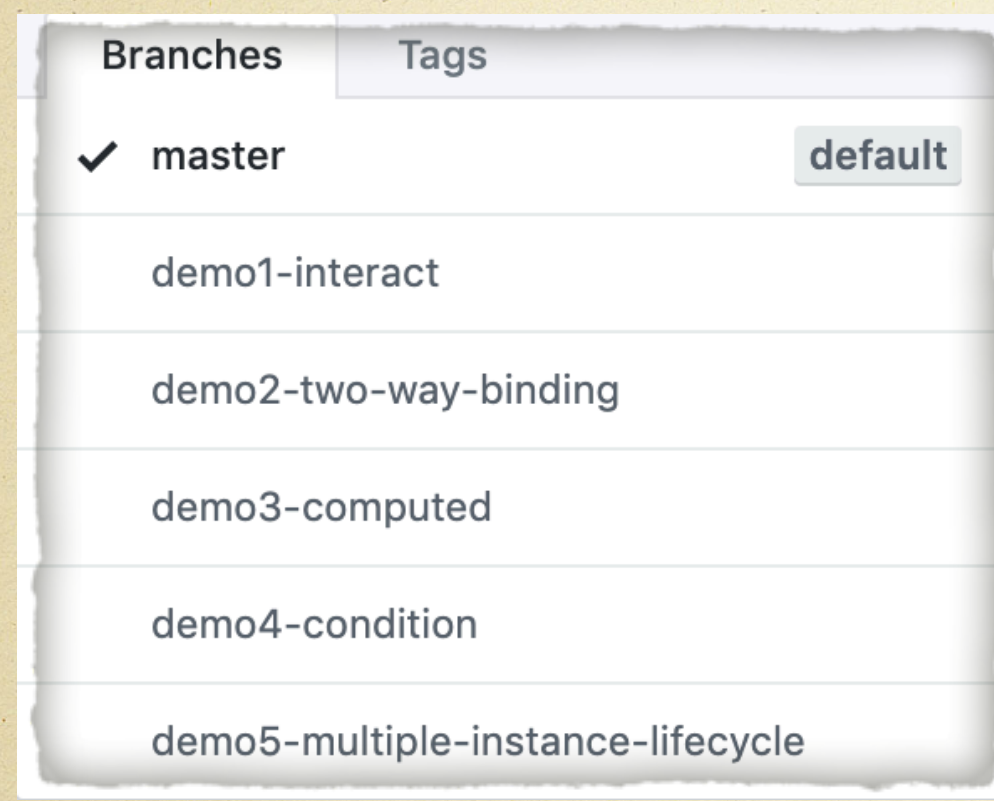 Branches Tags
master default
demo1-interact
demo2-two-way-binding
demo3-computed
demo4-condition
demo5-multiple-instance-lifecycle